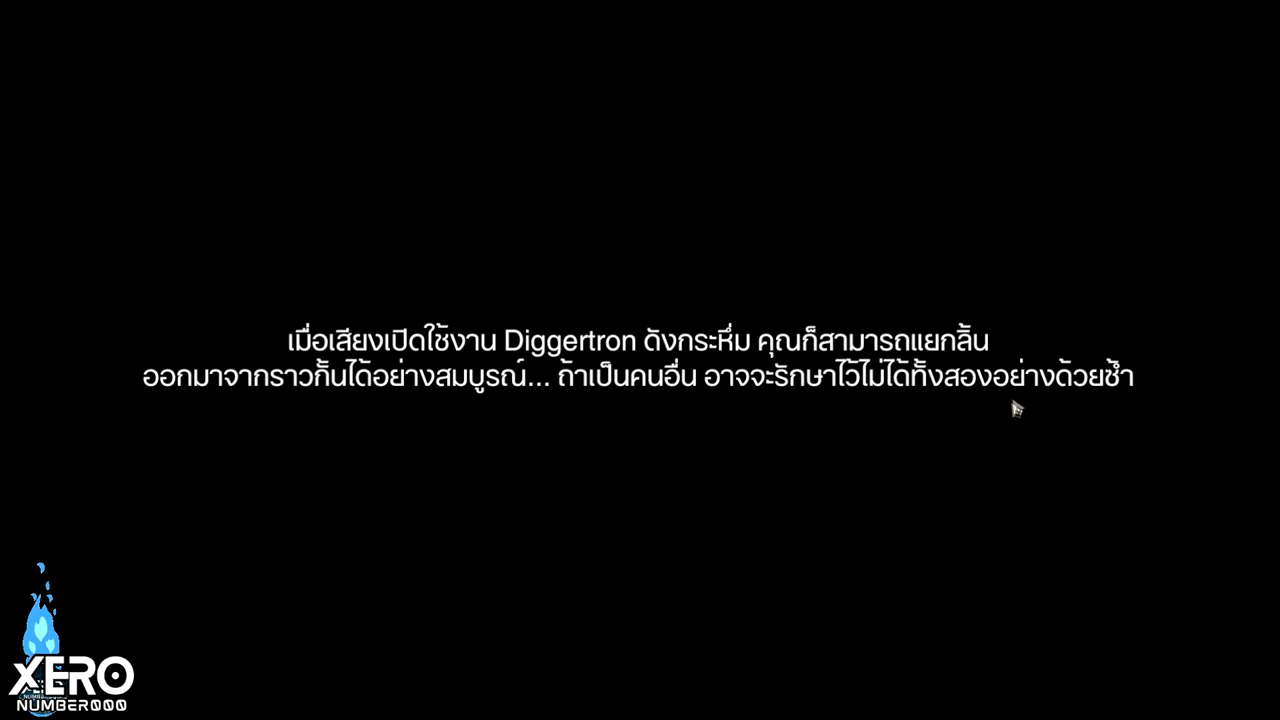 เมื่อเสียงเปิดใช้งาน Diggertron ดังกระหึ่ม คุณก็สามารถแยกลิ้น
ออกมาจากราวกั้นได้อย่างสมบูรณ์... ถ้าเป็นคนอื่น อาจจะรักษาไว้ไม่ได้ทั้งสองอย่างด้วยซ้ำ
XERO
NUMBER000